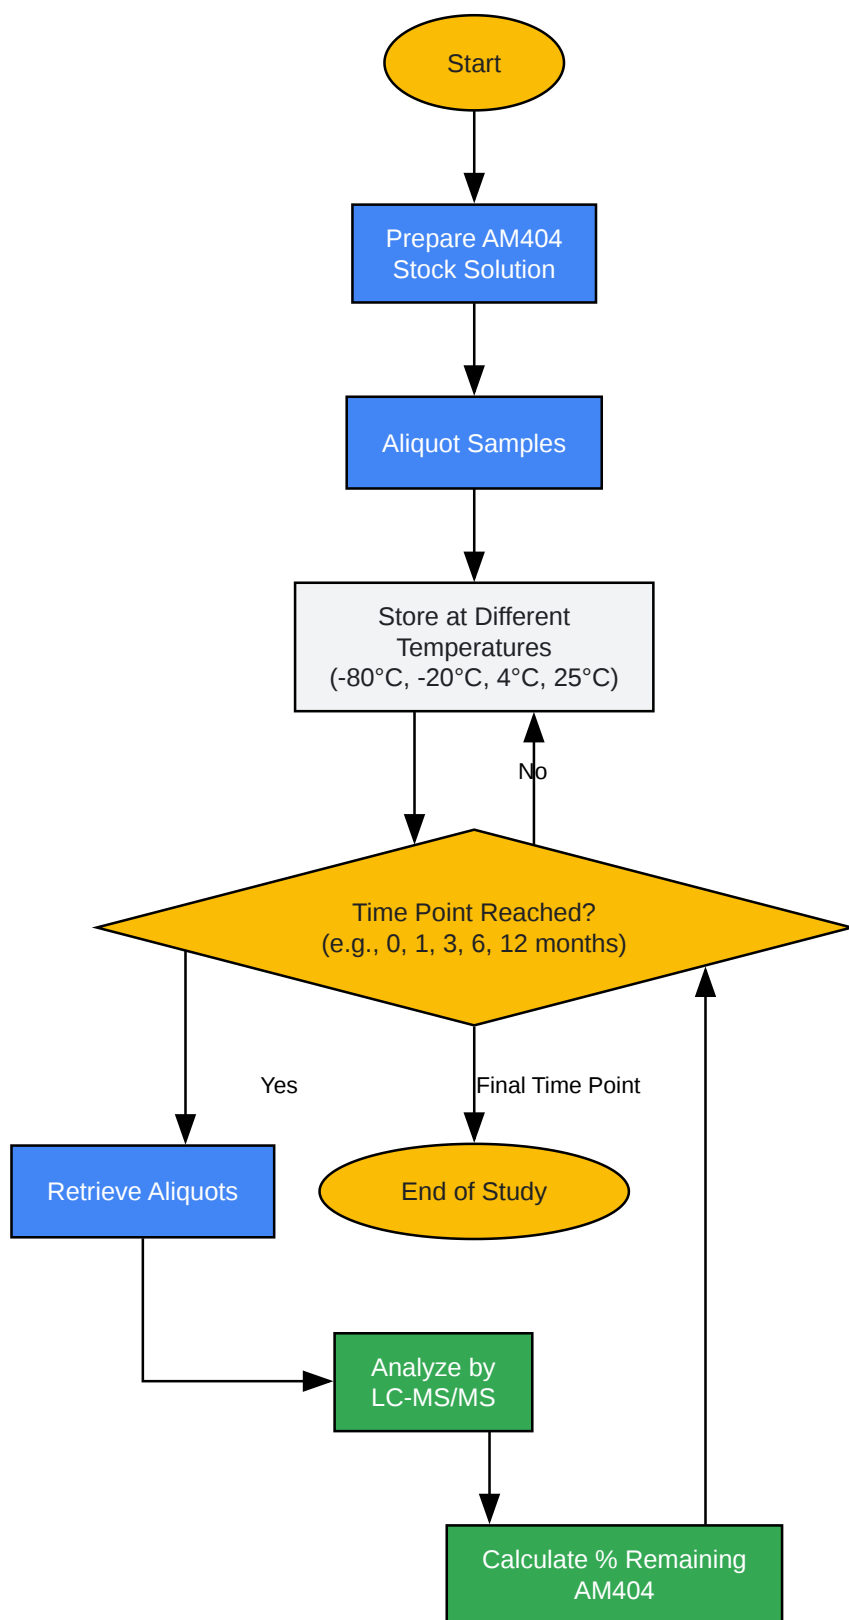 Start
Prepare AM404
Stock Solution
Aliquot Samples
Store at Different
Temperatures
(-80°C, -20°C, 4°C, 25°C)
No
Time Point Reached?
(e.g., 0, 1, 3, 6, 12 months)
Yes
Final Time Point
Retrieve Aliquots
End of Study
Analyze by
LC-MS/MS
Calculate % Remaining
AM404